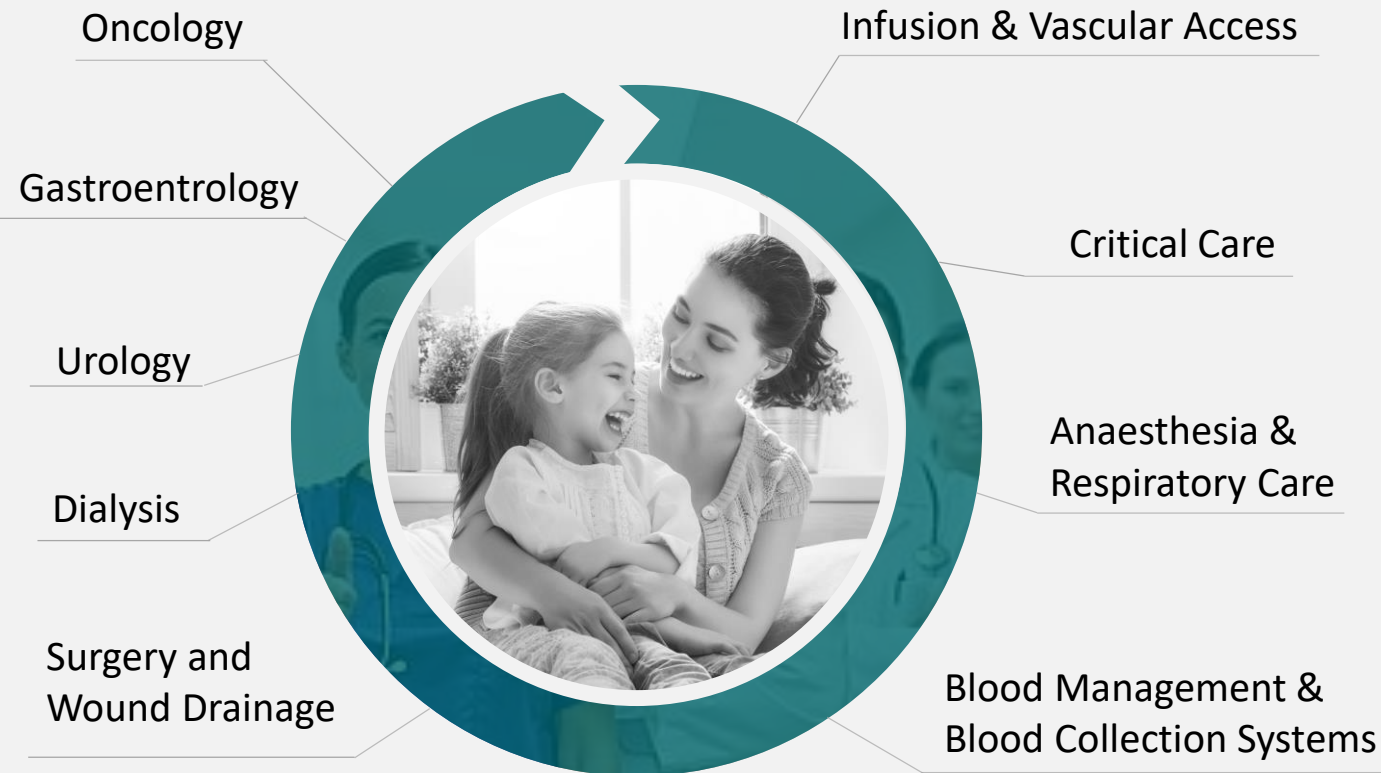 Oncology
Infusion & Vascular Access
Gastroentrology
Critical Care
Urology
Anaesthesia &
Respiratory Care
Dialysis
Surgery and
Wound Drainage
Blood Management &
Blood Collection Systems